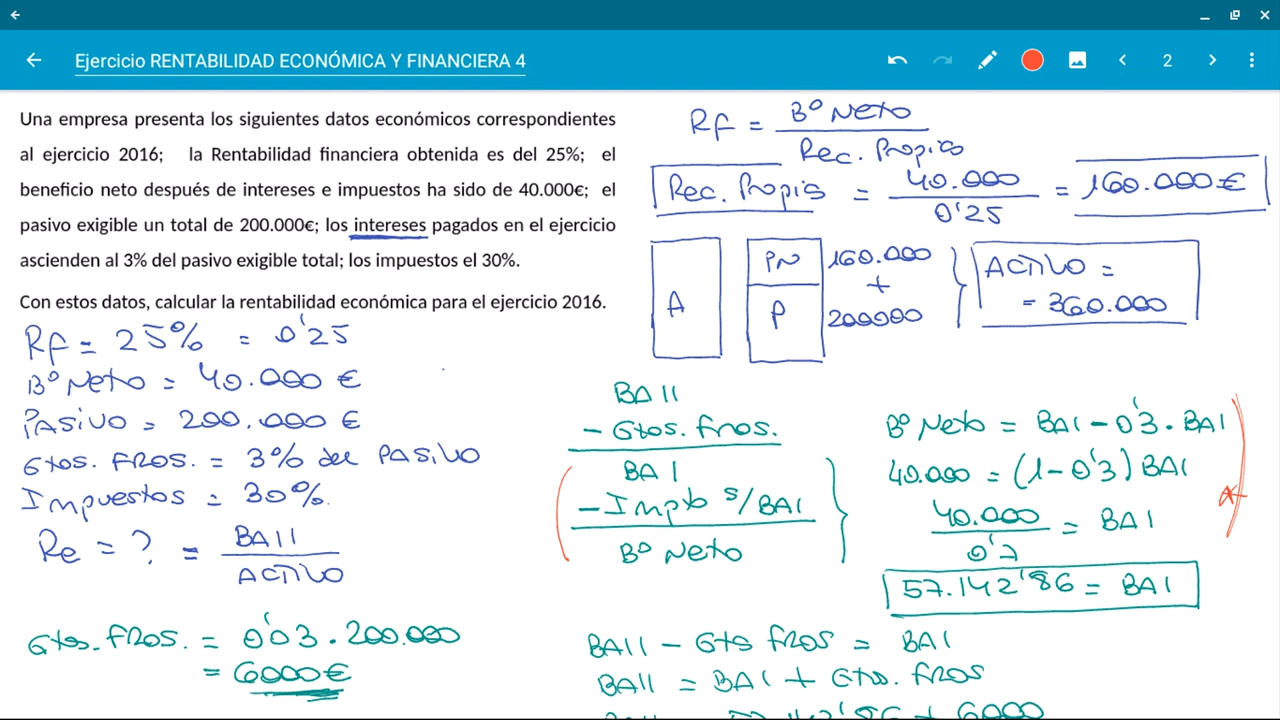 Ejercicio RENTABILIDAD ECONÓMICA Y FINANCIERA 4
2
Una empresa presenta los siguientes datos económicos correspondientes
al ejercicio 2016; la Rentabilidad financiera obtenida es del 25%; el
beneficio neto después de intereses e impuestos ha sido de 40.000€; el
pasivo exigible un total de 200.000€; los intereses pagados en el ejercicio
ascienden al 3% del pasivo exigible total; los impuestos el 30%.
Con estos datos, calcular la rentabilidad económica para el ejercicio 2016.
Rf = 25% = 0'25
Bº Neto = 40.000 €
PASIVO = 200.000 €
Gtos. FROS. = 3% del PASIVO
Impuestos = 30%.
Re = ? = BAII
ACTIVO
Gtos. FROS. = 0'03 . 200.000
= 6000 €
Rf = Bº Neto
Rec. Propios
Rec. Propios = 40.000 = 160.000 €
0'25
A
PN 160.000
+
P 200000
ACTIVO =
= 360.000
BAII
- Gtos. fros.
BAI
- Impto s/BAI
Bº Neto
Bº Neto = BAI - 0'3 . BAI
40.000 = (1 - 0'3) BAI
40.000 = BAI
0'7
57.142'86 = BAI
BAII - Gtos FROS = BAI
BAII = BAI + Gtos. FROS